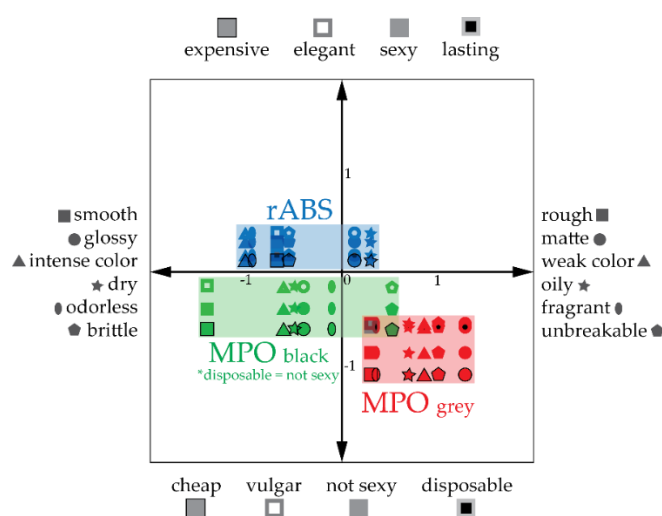 expensive elegant sexy lasting
1
rABS
smooth
glossy
intense color
dry
odorless
brittle
rough
matte
weak color
oily
fragrant
unbreakable
-1 0 1
MPO black
*disposable = not sexy
-1
MPO grey
cheap vulgar not sexy disposable